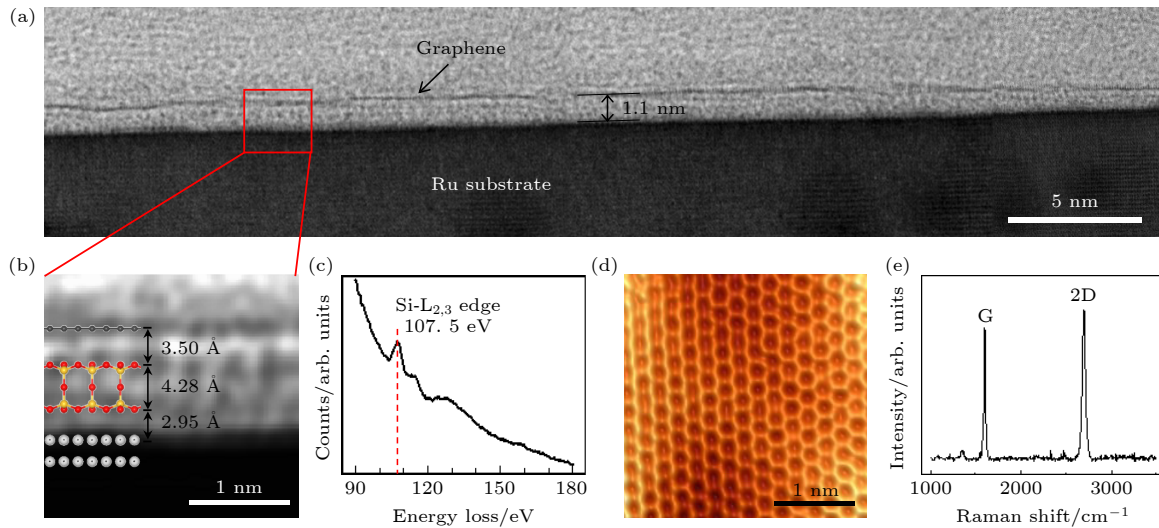 (a)
Graphene
1.1 nm
Ru substrate
5 nm
(b)
3.50 Å
4.28 Å
2.95 Å
1 nm
(c)
Si-L₂,₃ edge
107. 5 eV
Counts/arb. units
90 120 150 180
Energy loss/eV
(d)
1 nm
(e)
G
2D
Intensity/arb. units
1000 2000 3000
Raman shift/cm⁻¹